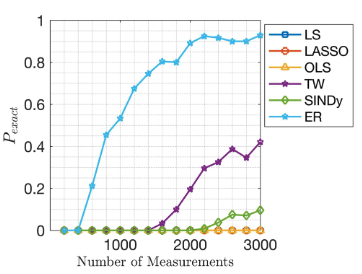 1
0.8
0.6
0.4
0.2
0
P_exact
1000 2000 3000
Number of Measurements
LS
LASSO
OLS
TW
SINDy
ER